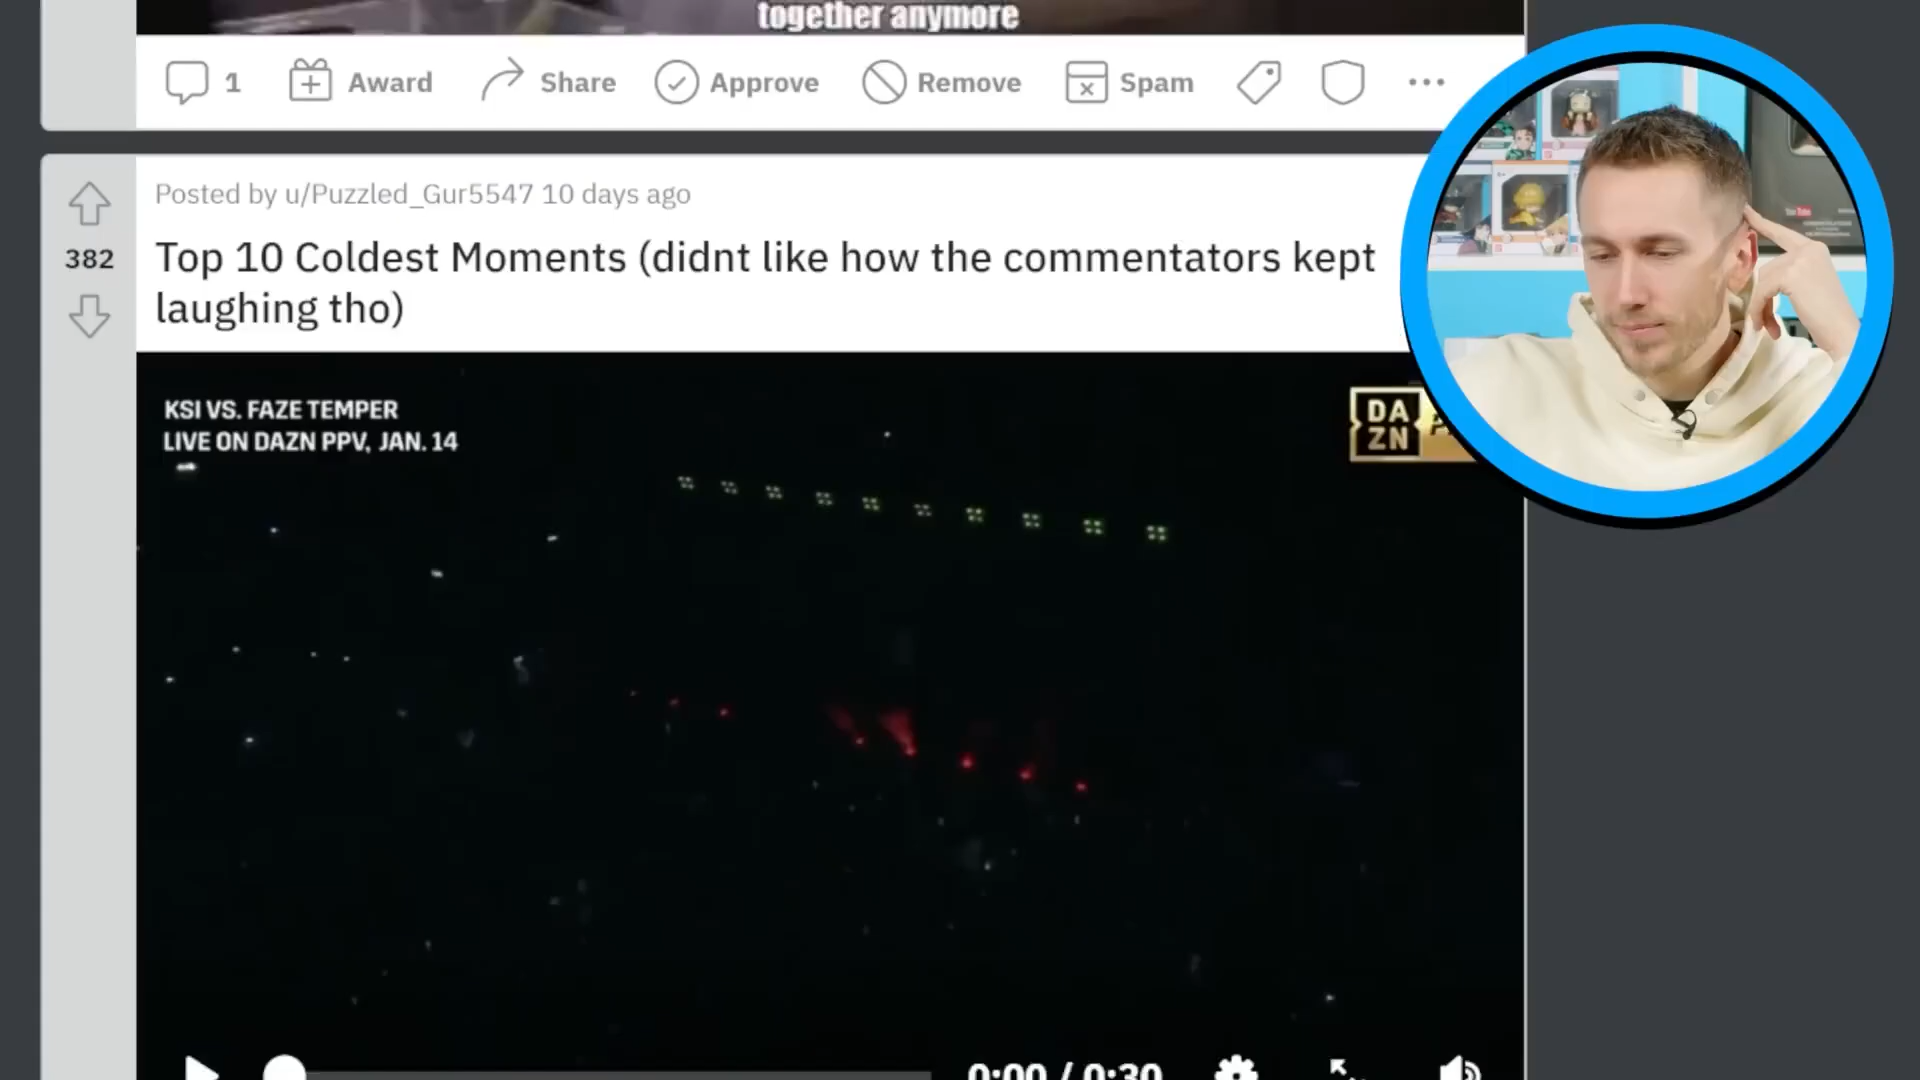 together anymore
1 Award Share Approve Remove Spam
Posted by u/Puzzled_Gur5547 10 days ago
382
Top 10 Coldest Moments (didnt like how the commentators kept
laughing tho)
KSI VS. FAZE TEMPER
LIVE ON DAZN PPV, JAN. 14
DA
ZN
0:00 / 0:30